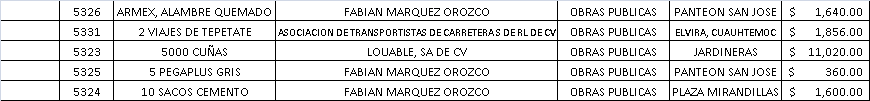 5326 ARMEX, ALAMBRE QUEMADO FABIAN MARQUEZ OROZCO OBRAS PUBLICAS PANTEON SAN JOSE $ 1,640.00
5331 2 VIAJES DE TEPETATE ASOCIACION DE TRANSPORTISTAS DE CARRETERAS DE RL DE CV OBRAS PUBLICAS ELVIRA, CUAUHTEMOC $ 1,856.00
5323 5000 CUÑAS LOUABLE, SA DE CV OBRAS PUBLICAS JARDINERAS $ 11,020.00
5325 5 PEGAPLUS GRIS FABIAN MARQUEZ OROZCO OBRAS PUBLICAS PANTEON SAN JOSE $ 360.00
5324 10 SACOS CEMENTO FABIAN MARQUEZ OROZCO OBRAS PUBLICAS PLAZA MIRANDILLAS $ 1,600.00